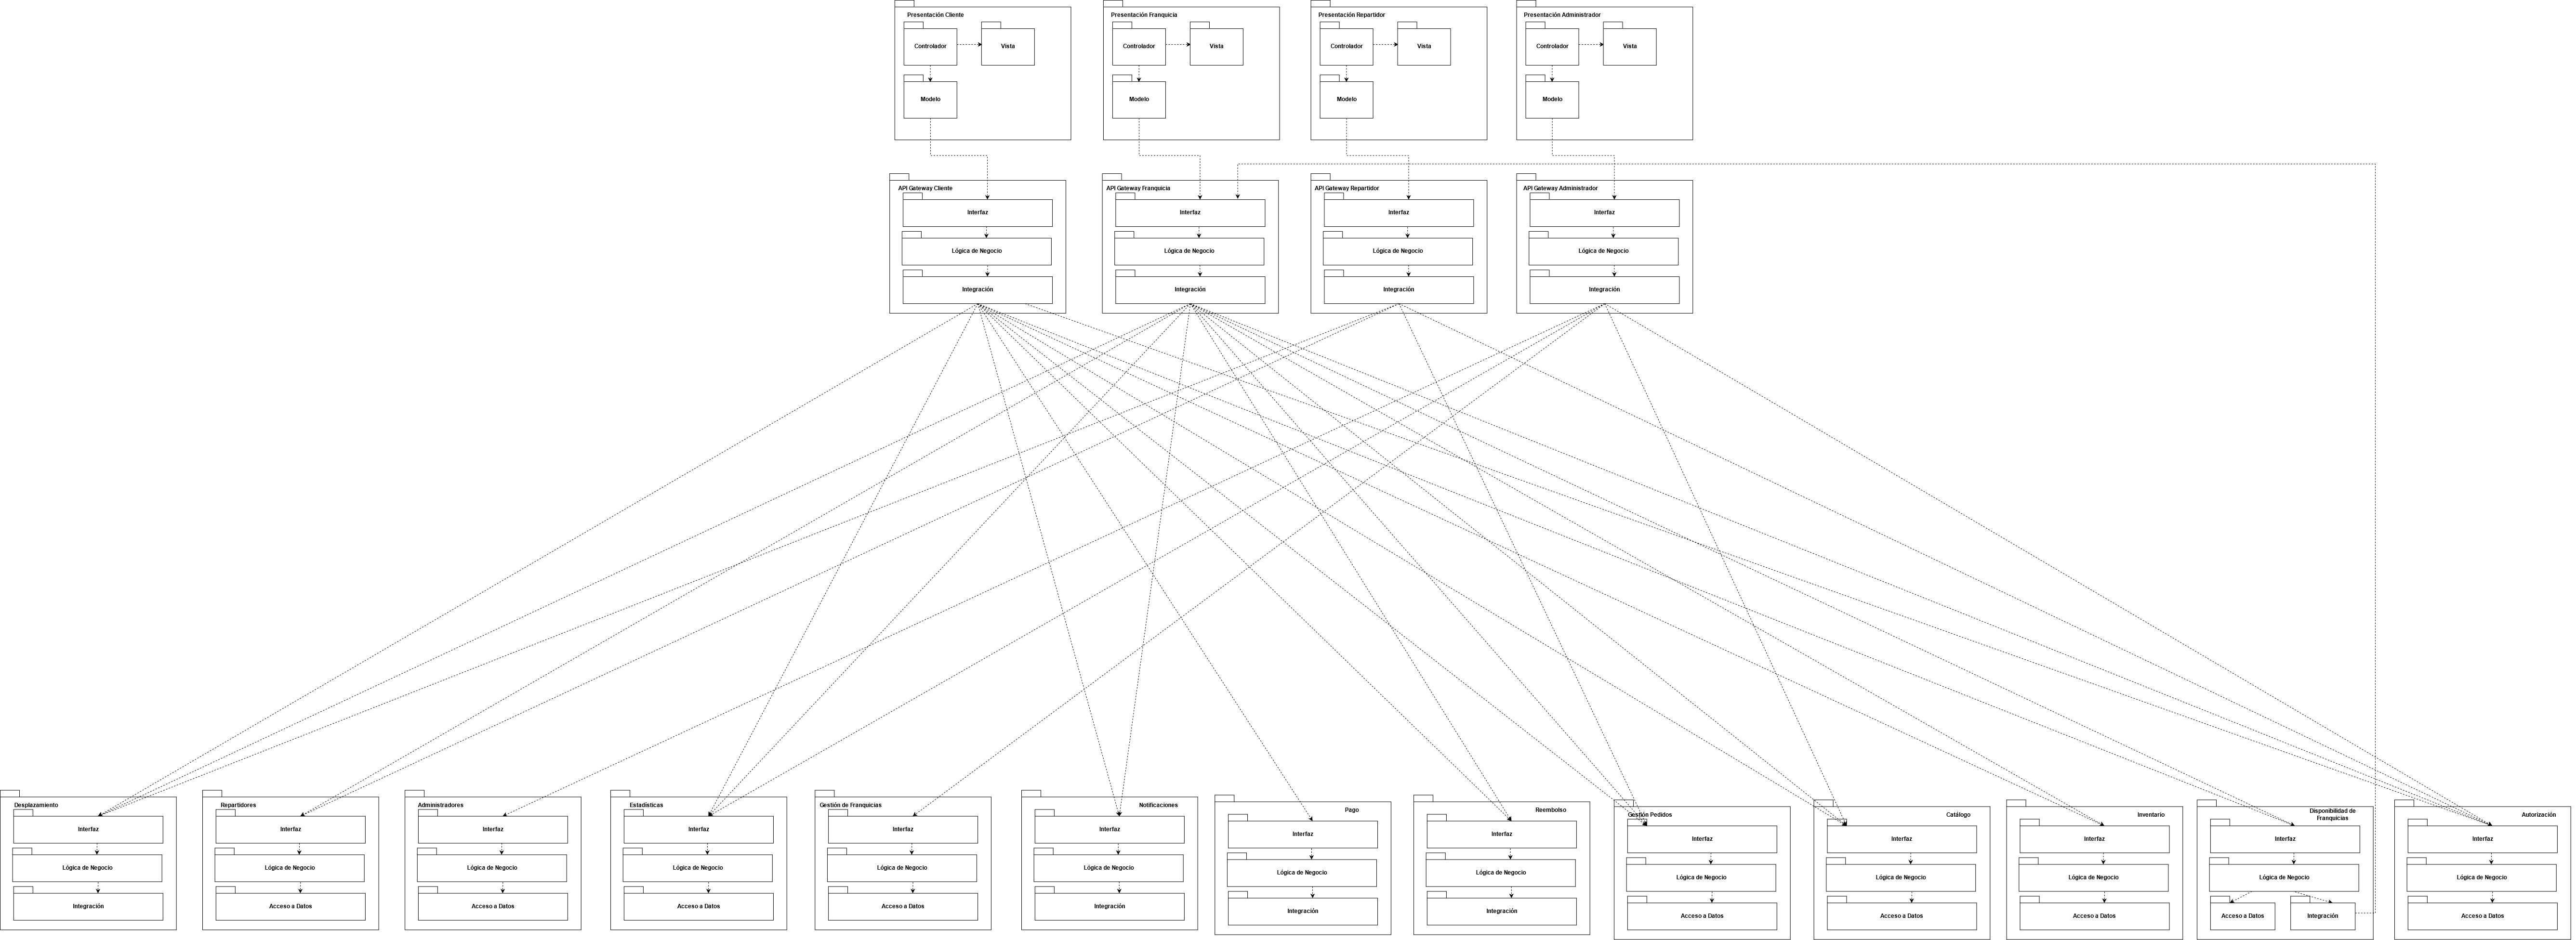 Presentación Cliente
Controlador
Vista
Modelo
Presentación Franquicia
Controlador
Vista
Modelo
Presentación Repartidor
Controlador
Vista
Modelo
Presentación Administrador
Controlador
Vista
Modelo
API Gateway Cliente
Interfaz
Lógica de Negocio
Integración
API Gateway Franquicia
Interfaz
Lógica de Negocio
Integración
API Gateway Repartidor
Interfaz
Lógica de Negocio
Integración
API Gateway Administrador
Interfaz
Lógica de Negocio
Integración
Desplazamiento
Interfaz
Lógica de Negocio
Integración
Repartidores
Interfaz
Lógica de Negocio
Acceso a Datos
Administradores
Interfaz
Lógica de Negocio
Acceso a Datos
Estadísticas
Interfaz
Lógica de Negocio
Acceso a Datos
Gestión de Franquicias
Interfaz
Lógica de Negocio
Acceso a Datos
Notificaciones
Interfaz
Lógica de Negocio
Integración
Pago
Interfaz
Lógica de Negocio
Integración
Reembolso
Interfaz
Lógica de Negocio
Integración
Gestión Pedidos
Interfaz
Lógica de Negocio
Acceso a Datos
Catálogo
Interfaz
Lógica de Negocio
Acceso a Datos
Inventario
Interfaz
Lógica de Negocio
Acceso a Datos
Disponibilidad de
Franquicias
Interfaz
Lógica de Negocio
Acceso a Datos
Integración
Autorización
Interfaz
Lógica de Negocio
Acceso a Datos